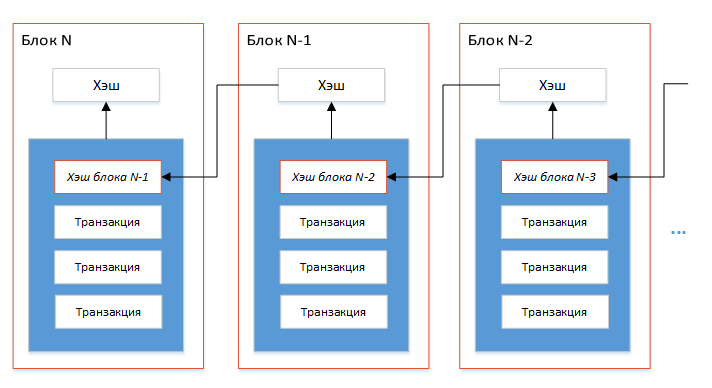 Блок N
Хэш
Хэш блока N-1
Транзакция
Транзакция
Транзакция
Блок N-1
Хэш
Хэш блока N-2
Транзакция
Транзакция
Транзакция
Блок N-2
Хэш
Хэш блока N-3
Транзакция
Транзакция
Транзакция
...